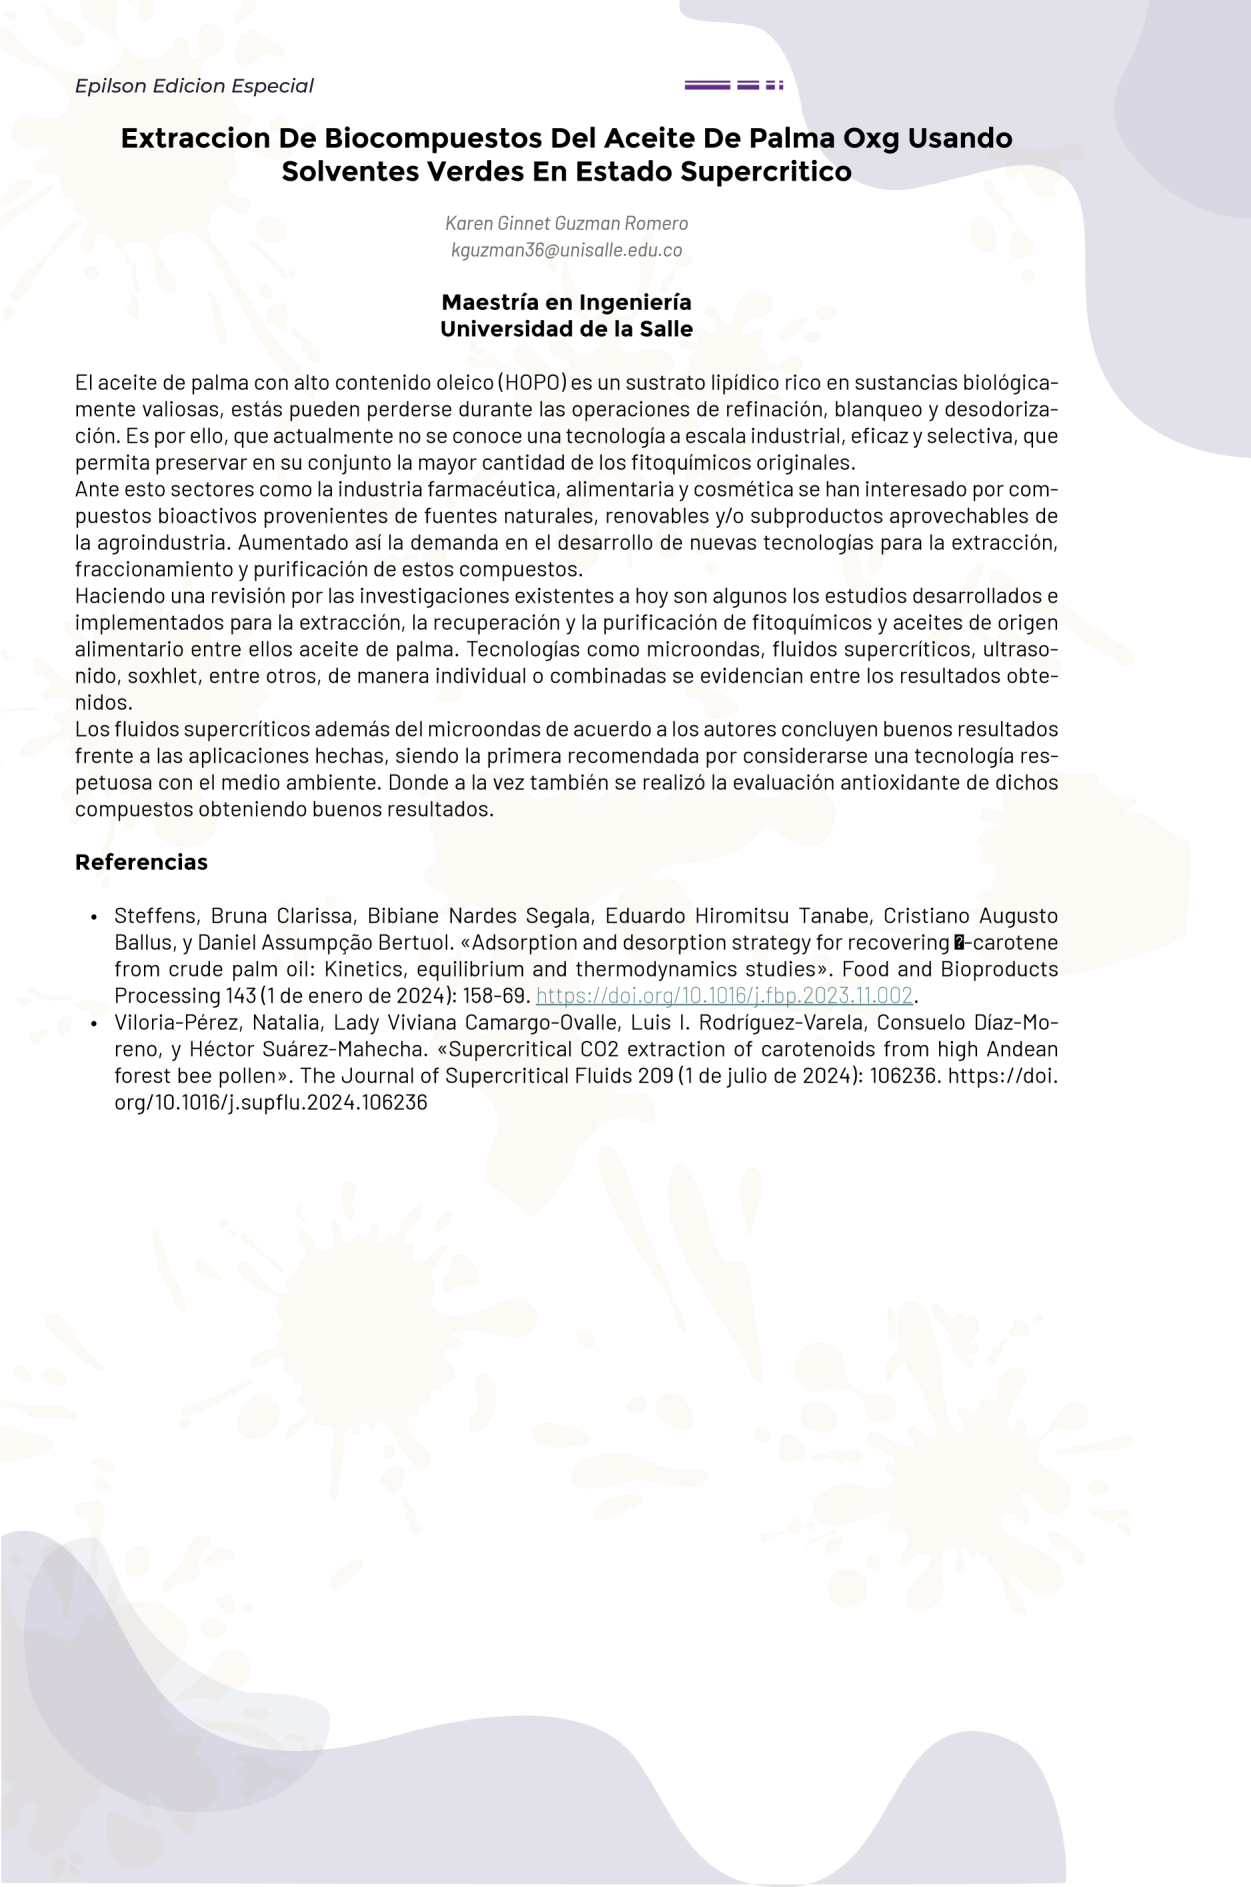 Epilson Edicion Especial
Extraccion De Biocompuestos Del Aceite De Palma Oxg Usando
Solventes Verdes En Estado Supercritico
Karen Ginnet Guzman Romero
kguzman36@unisalle.edu.co
Maestría en Ingeniería
Universidad de la Salle
El aceite de palma con alto contenido oleico (HOPO) es un sustrato lipídico rico en sustancias biológica-
mente valiosas, estás pueden perderse durante las operaciones de refinación, blanqueo y desodoriza-
ción. Es por ello, que actualmente no se conoce una tecnología a escala industrial, eficaz y selectiva, que
permita preservar en su conjunto la mayor cantidad de los fitoquímicos originales.
Ante esto sectores como la industria farmacéutica, alimentaria y cosmética se han interesado por com-
puestos bioactivos provenientes de fuentes naturales, renovables y/o subproductos aprovechables de
la agroindustria. Aumentado así la demanda en el desarrollo de nuevas tecnologías para la extracción,
fraccionamiento y purificación de estos compuestos.
Haciendo una revisión por las investigaciones existentes a hoy son algunos los estudios desarrollados e
implementados para la extracción, la recuperación y la purificación de fitoquímicos y aceites de origen
alimentario entre ellos aceite de palma. Tecnologías como microondas, fluidos supercríticos, ultraso-
nido, soxhlet, entre otros, de manera individual o combinadas se evidencian entre los resultados obte-
nidos.
Los fluidos supercríticos además del microondas de acuerdo a los autores concluyen buenos resultados
frente a las aplicaciones hechas, siendo la primera recomendada por considerarse una tecnología res-
petuosa con el medio ambiente. Donde a la vez también se realizó la evaluación antioxidante de dichos
compuestos obteniendo buenos resultados.
Referencias
• Steffens, Bruna Clarissa, Bibiane Nardes Segala, Eduardo Hiromitsu Tanabe, Cristiano Augusto
Ballus, y Daniel Assumpção Bertuol. «Adsorption and desorption strategy for recovering �-carotene
from crude palm oil: Kinetics, equilibrium and thermodynamics studies». Food and Bioproducts
Processing 143 (1 de enero de 2024): 158-69. https://doi.org/10.1016/j.fbp.2023.11.002.
• Viloria-Pérez, Natalia, Lady Viviana Camargo-Ovalle, Luis I. Rodríguez-Varela, Consuelo Díaz-Mo-
reno, y Héctor Suárez-Mahecha. «Supercritical CO2 extraction of carotenoids from high Andean
forest bee pollen». The Journal of Supercritical Fluids 209 (1 de julio de 2024): 106236. https://doi.
org/10.1016/j.supflu.2024.106236